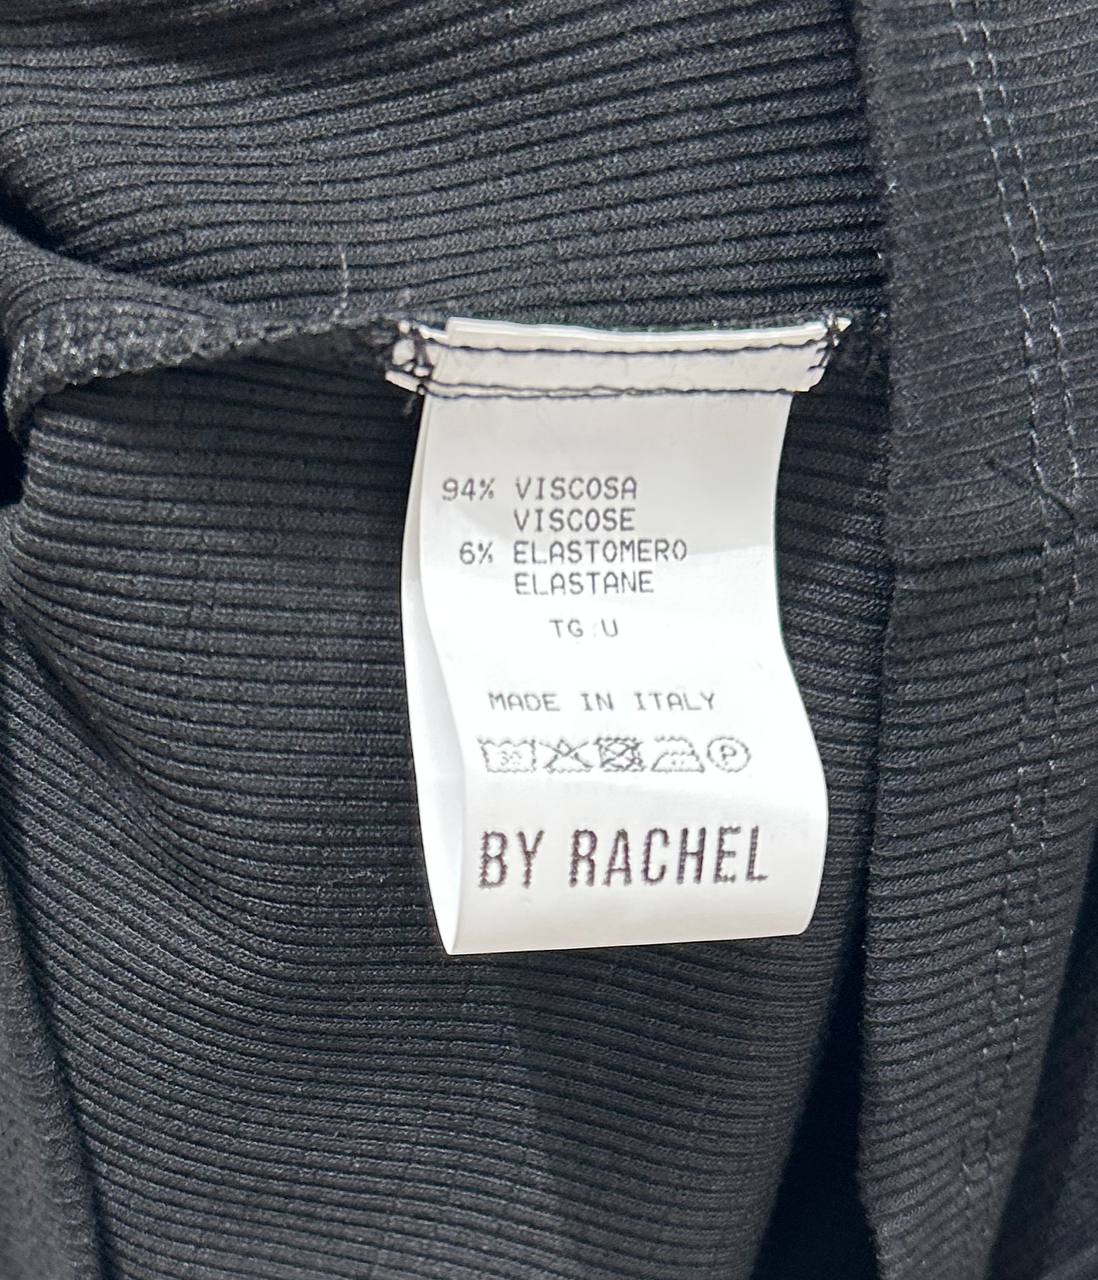 94% VISCOSA
VISCOSE
6% ELASTOMERO
ELASTANE
TG U
MADE IN ITALY
30 P
BY RACHEL